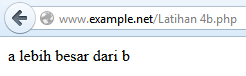 www.example.net/Latihan 4b.php
a lebih besar dari b